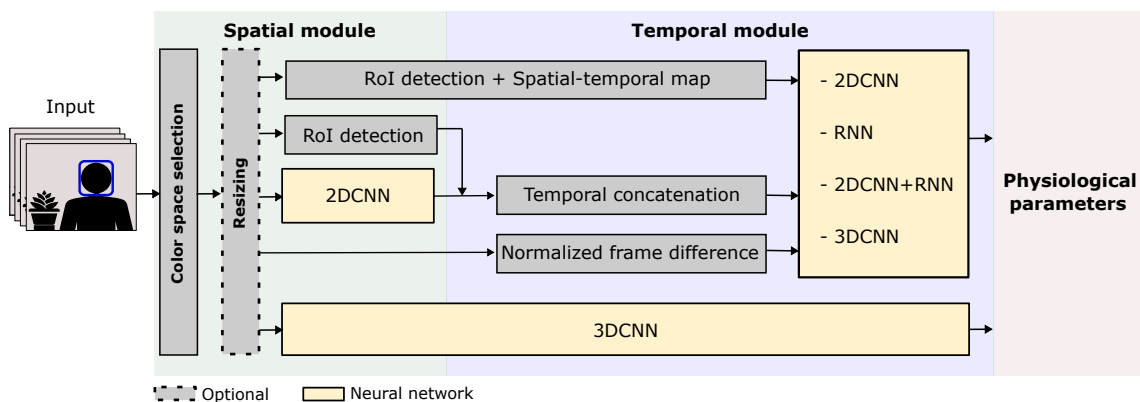 Spatial module
Temporal module
Input
Color space selection
Resizing
RoI detection + Spatial-temporal map
RoI detection
2DCNN
Temporal concatenation
Normalized frame difference
3DCNN
- 2DCNN
- RNN
- 2DCNN+RNN
- 3DCNN
Physiological
parameters
Optional
Neural network